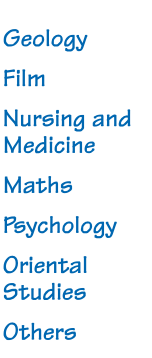 Geology
Film
Nursing and
Medicine
Maths
Psychology
Oriental
Studies
Others